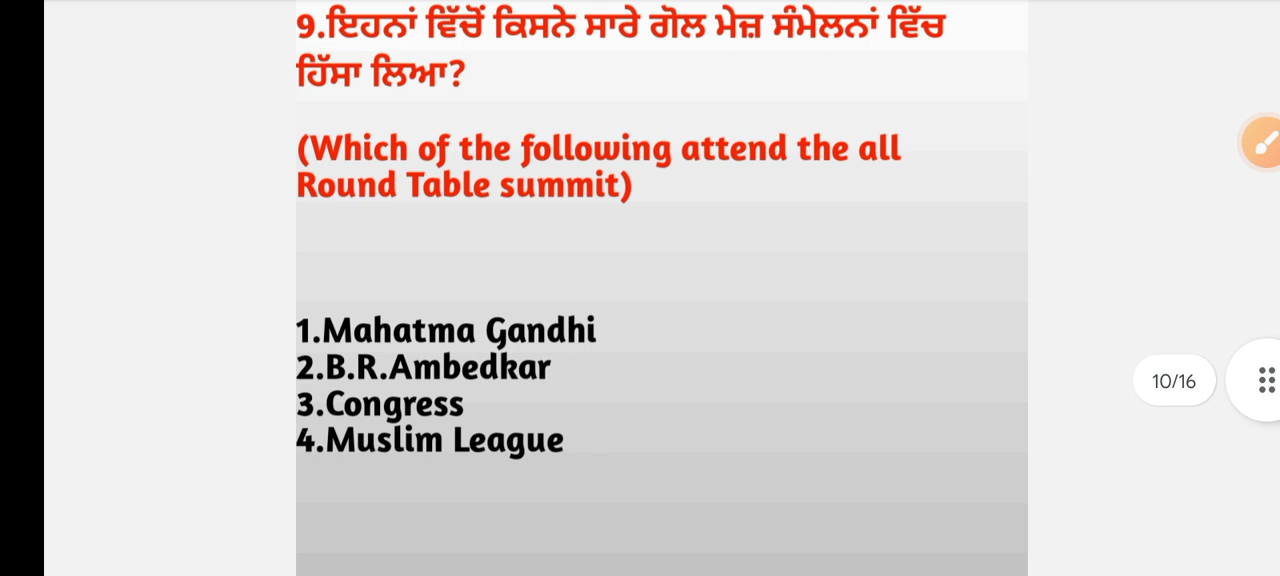 9.ਇਹਨਾਂ ਵਿੱਚੋਂ ਕਿਸਨੇ ਸਾਰੇ ਗੋਲ ਮੇਜ਼ ਸੰਮੇਲਨਾਂ ਵਿੱਚ
ਹਿੱਸਾ ਲਿਆ?
(Which of the following attend the all
Round Table summit)
1.Mahatma Gandhi
2.B.R.Ambedkar
3.Congress
4.Muslim League
10/16